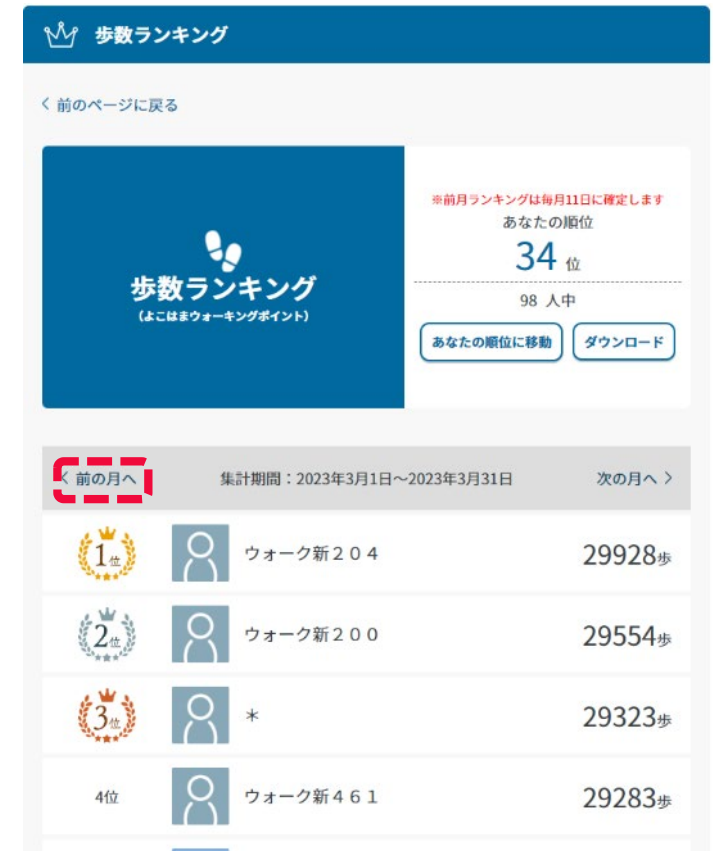 歩数ランキング
< 前のページに戻る
※前月ランキングは毎月11日に確定します
あなたの順位
34 位
98 人中
歩数ランキング
(よこはまウォーキングポイント)
あなたの順位に移動 ダウンロード
< 前の月へ 集計期間：2023年3月1日～2023年3月31日 次の月へ >
1位 ウォーク新２０４ 29928歩
2位 ウォーク新２００ 29554歩
3位 ＊ 29323歩
4位 ウォーク新４６１ 29283歩